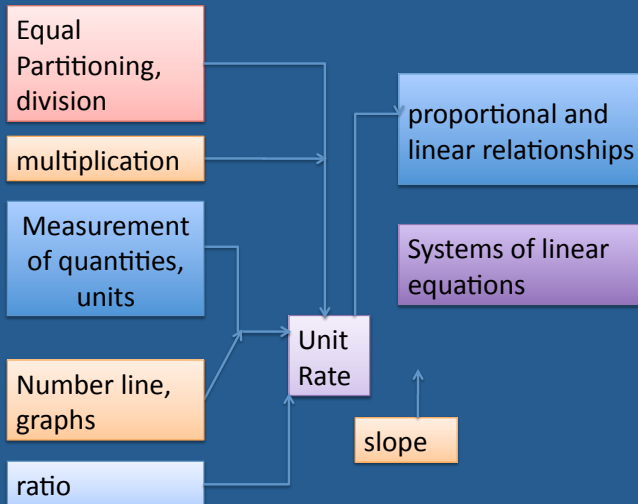 Equal
Partitioning,
division
multiplication
Measurement
of quantities,
units
Number line,
graphs
ratio
Unit
Rate
proportional and
linear relationships
Systems of linear
equations
slope